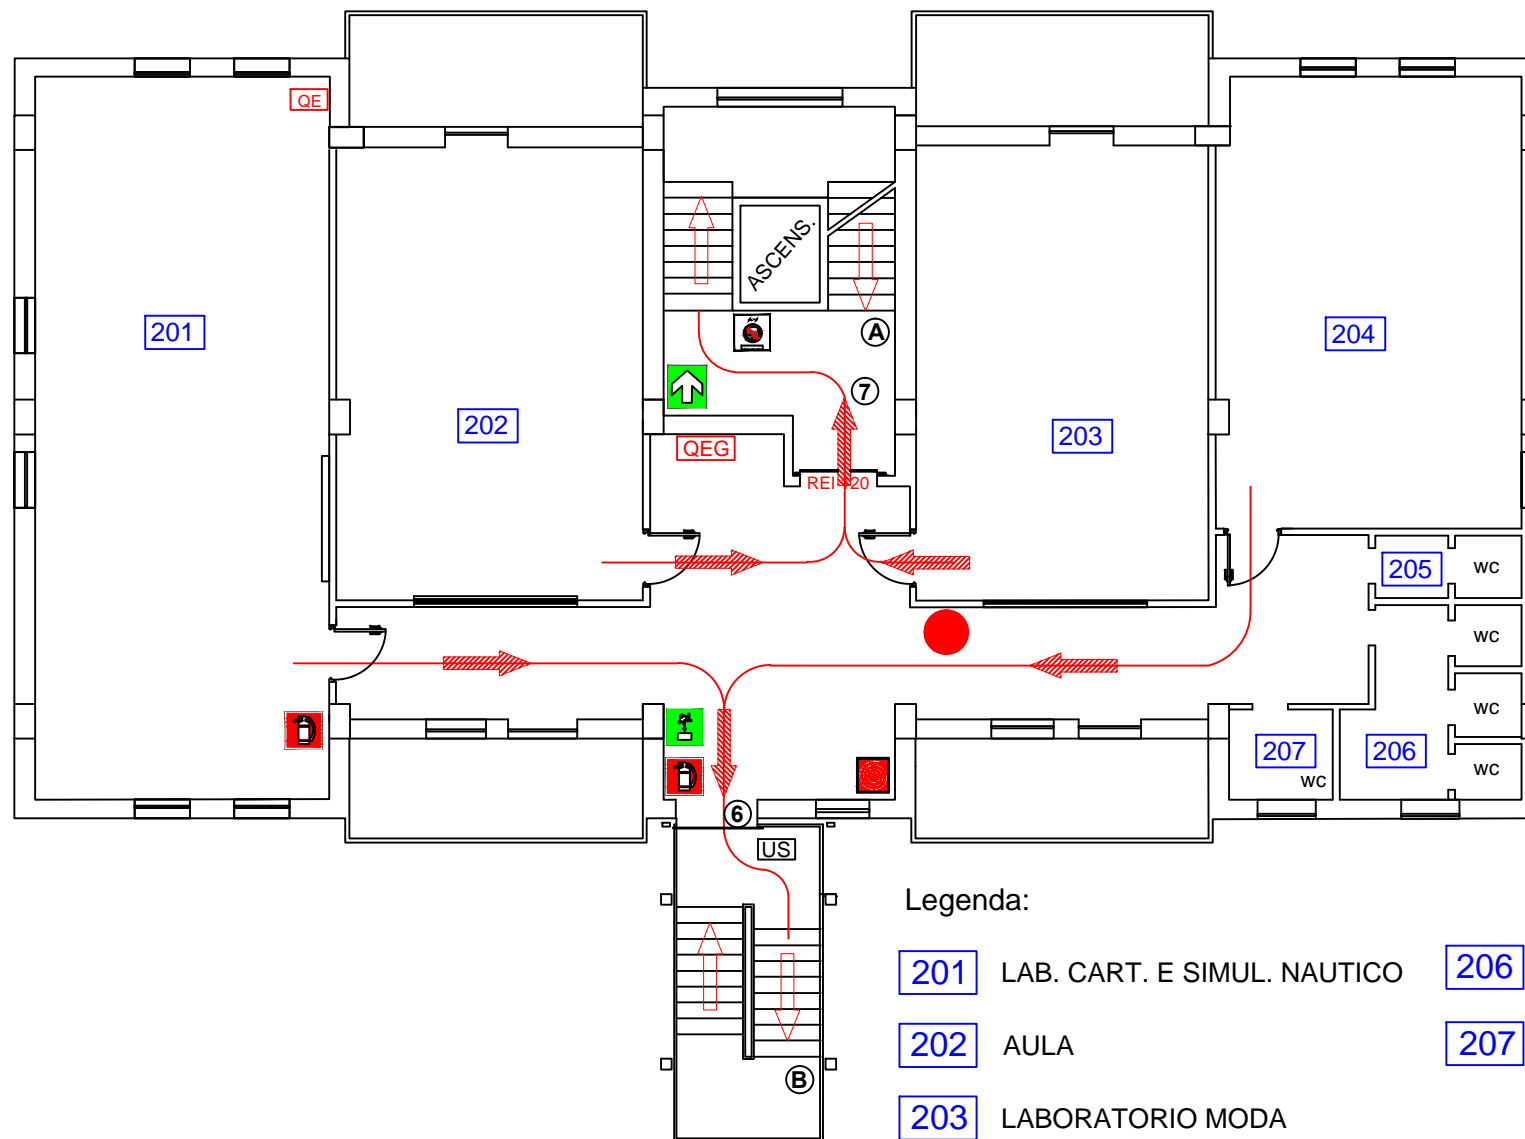 QE
ASCENS.
201
A
204
7
202
203
QEG
REI 120
205
wc
wc
wc
207
206
wc
wc
6
US
Legenda:
201 LAB. CART. E SIMUL. NAUTICO 206
202 AULA 207
B
203 LABORATORIO MODA